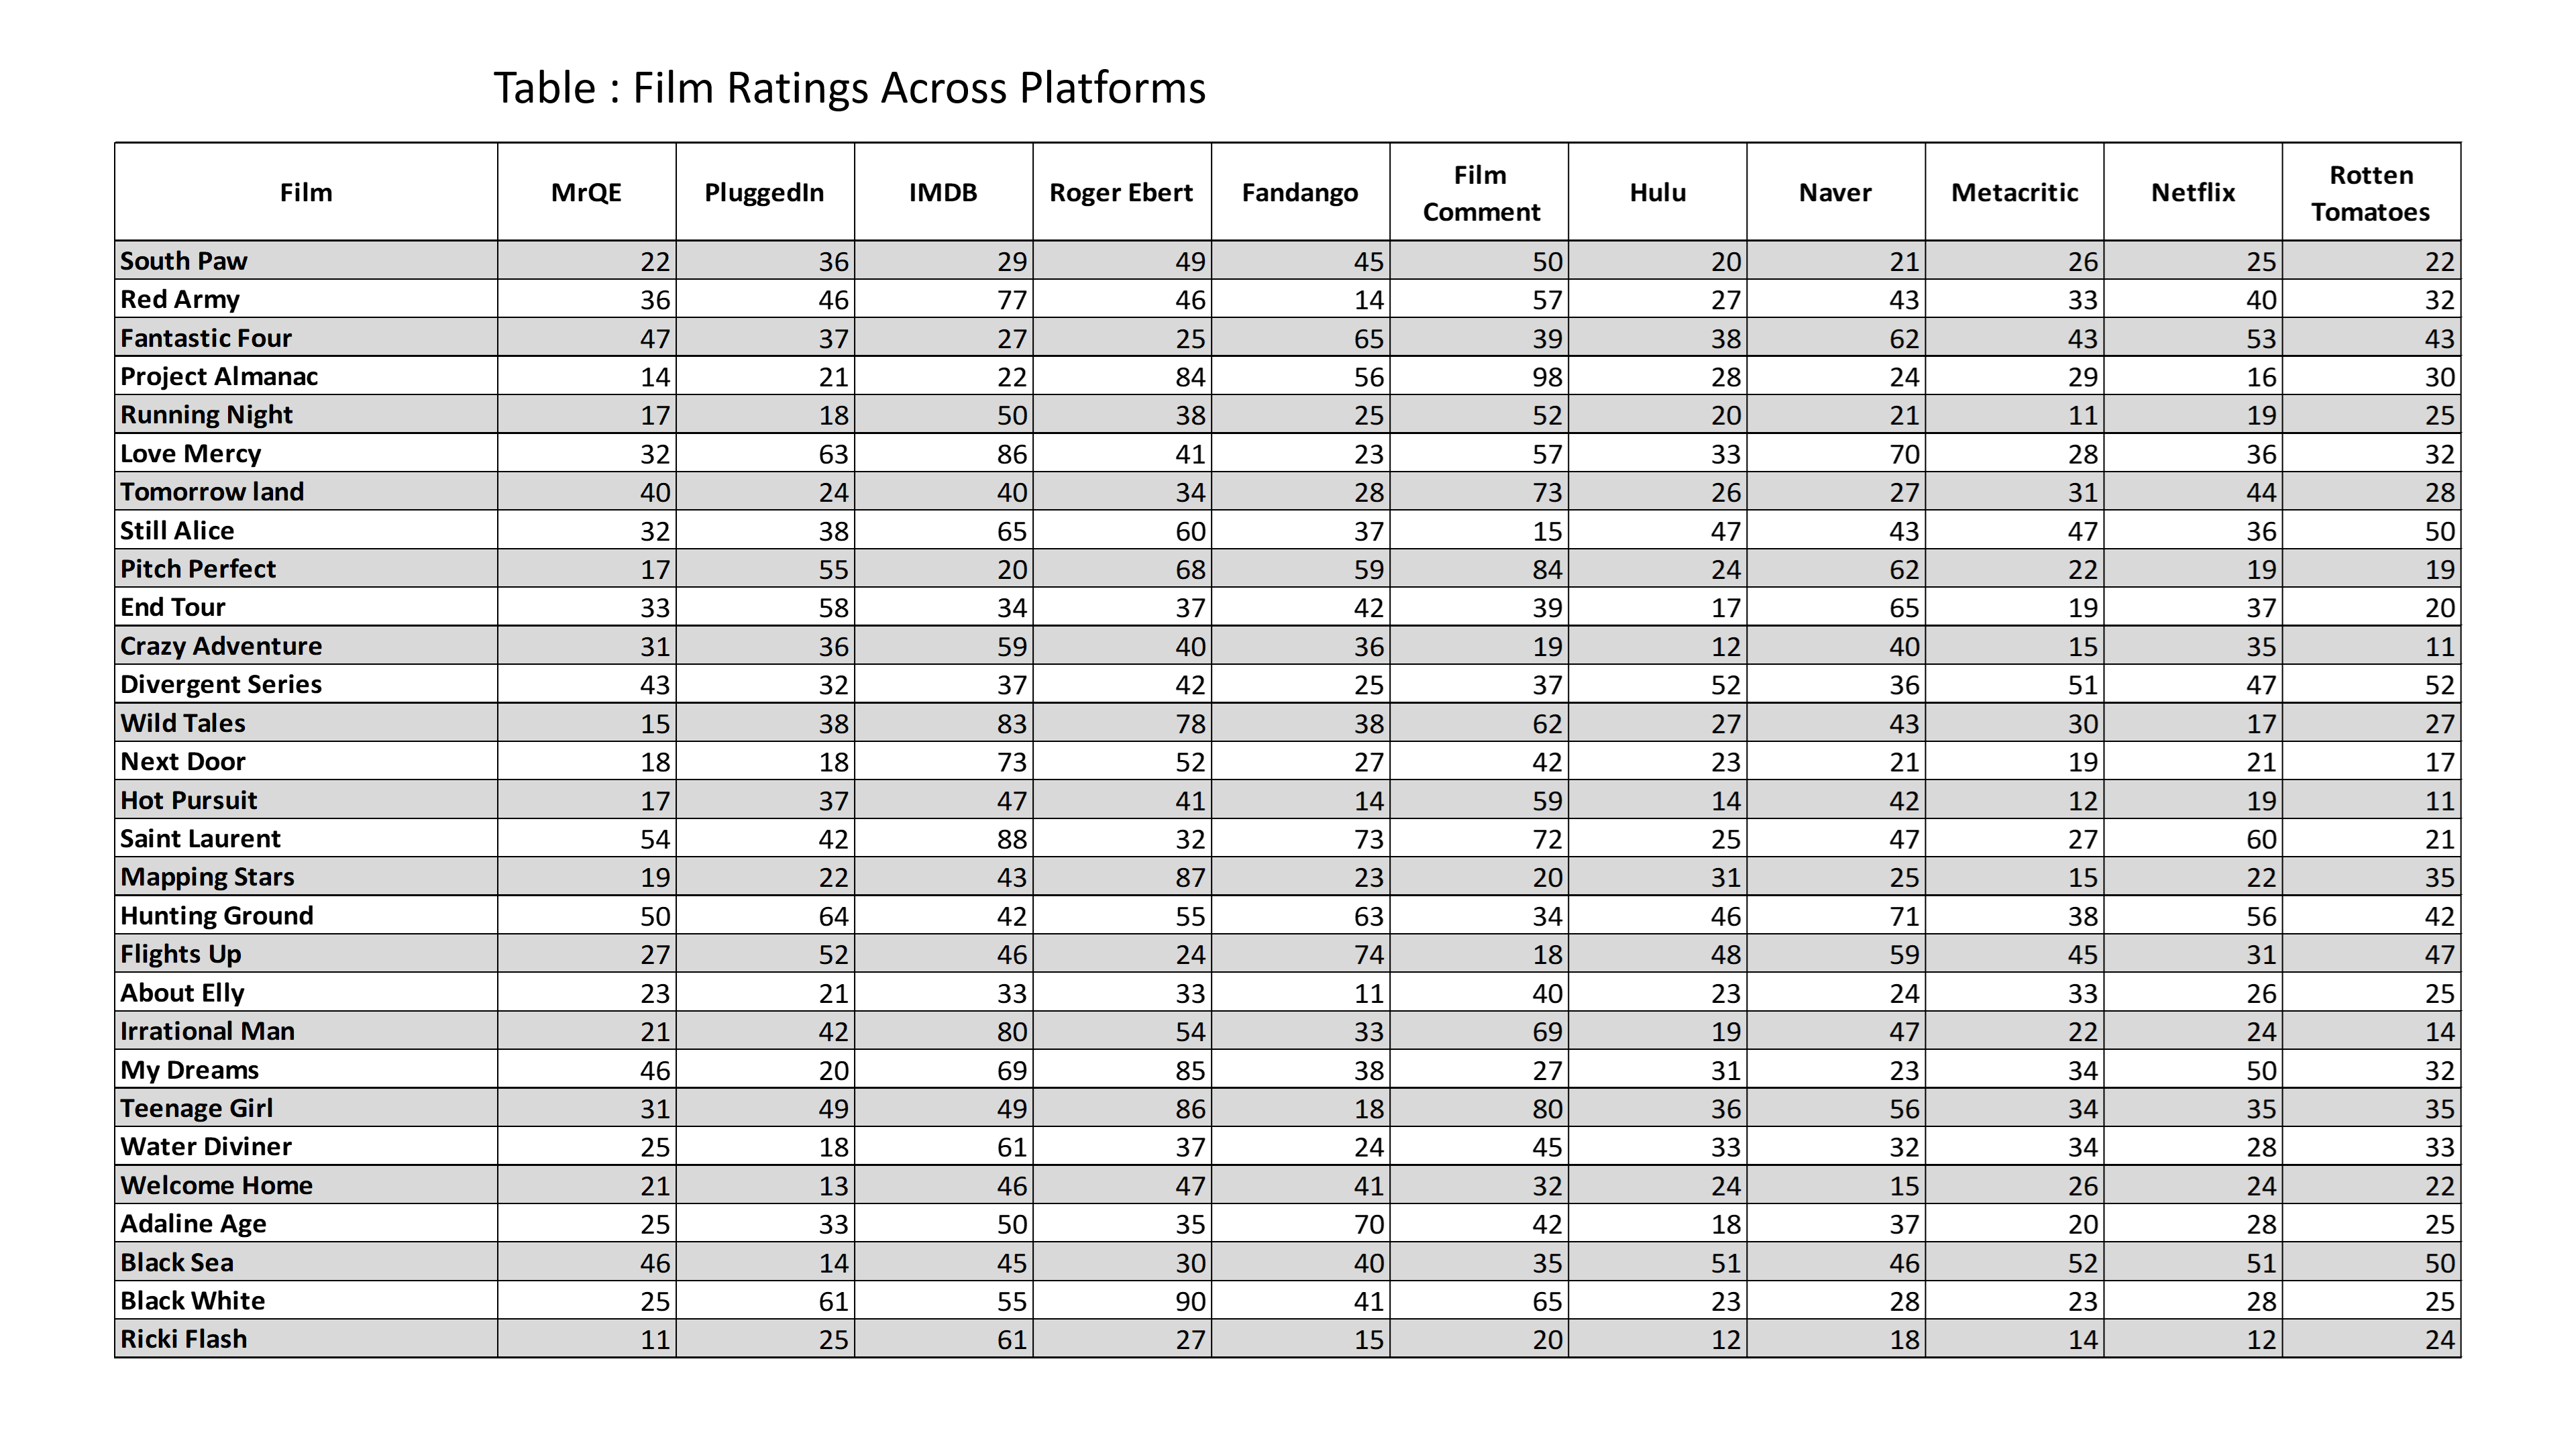 Table : Film Ratings Across Platforms
Film MrQE PluggedIn IMDB Roger Ebert Fandango Film Comment Hulu Naver Metacritic Netflix Rotten Tomatoes
South Paw 22 36 29 49 45 50 20 21 26 25 22
Red Army 36 46 77 46 14 57 27 43 33 40 32
Fantastic Four 47 37 27 25 65 39 38 62 43 53 43
Project Almanac 14 21 22 84 56 98 28 24 29 16 30
Running Night 17 18 50 38 25 52 20 21 11 19 25
Love Mercy 32 63 86 41 23 57 33 70 28 36 32
Tomorrow land 40 24 40 34 28 73 26 27 31 44 28
Still Alice 32 38 65 60 37 15 47 43 47 36 50
Pitch Perfect 17 55 20 68 59 84 24 62 22 19 19
End Tour 33 58 34 37 42 39 17 65 19 37 20
Crazy Adventure 31 36 59 40 36 19 12 40 15 35 11
Divergent Series 43 32 37 42 25 37 52 36 51 47 52
Wild Tales 15 38 83 78 38 62 27 43 30 17 27
Next Door 18 18 73 52 27 42 23 21 19 21 17
Hot Pursuit 17 37 47 41 14 59 14 42 12 19 11
Saint Laurent 54 42 88 32 73 72 25 47 27 60 21
Mapping Stars 19 22 43 87 23 20 31 25 15 22 35
Hunting Ground 50 64 42 55 63 34 46 71 38 56 42
Flights Up 27 52 46 24 74 18 48 59 45 31 47
About Elly 23 21 33 33 11 40 23 24 33 26 25
Irrational Man 21 42 80 54 33 69 19 47 22 24 14
My Dreams 46 20 69 85 38 27 31 23 34 50 32
Teenage Girl 31 49 49 86 18 80 36 56 34 35 35
Water Diviner 25 18 61 37 24 45 33 32 34 28 33
Welcome Home 21 13 46 47 41 32 24 15 26 24 22
Adaline Age 25 33 50 35 70 42 18 37 20 28 25
Black Sea 46 14 45 30 40 35 51 46 52 51 50
Black White 25 61 55 90 41 65 23 28 23 28 25
Ricki Flash 11 25 61 27 15 20 12 18 14 12 24